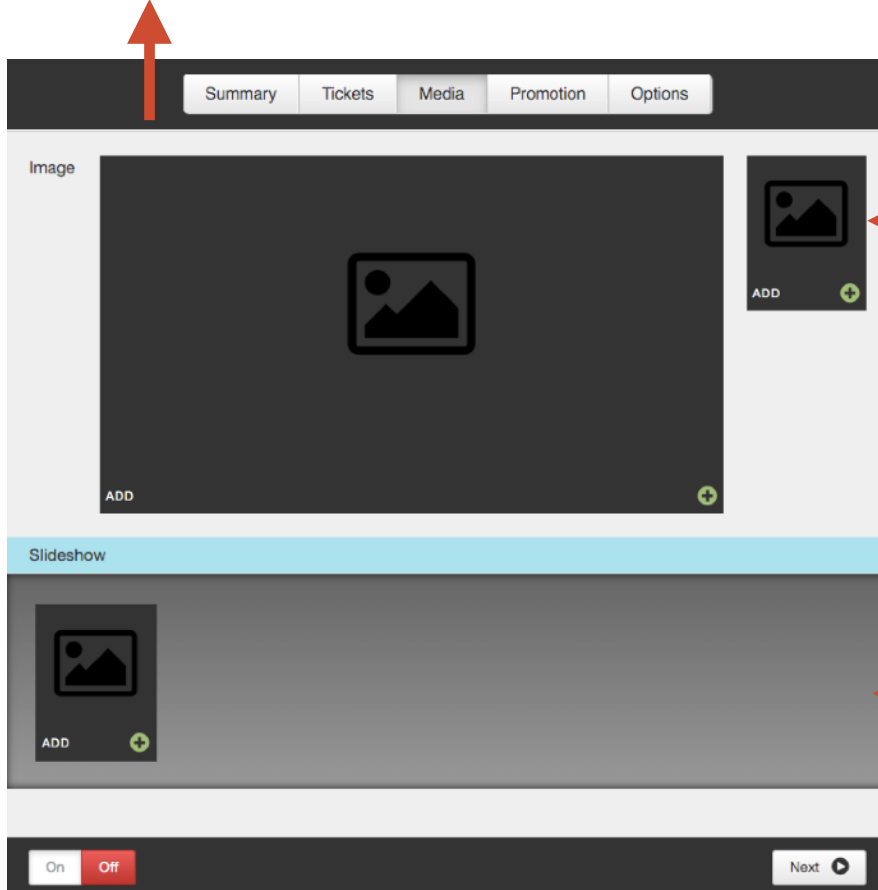 Summary Tickets Media Promotion Options
Image
ADD
ADD
Slideshow
ADD
On Off Next